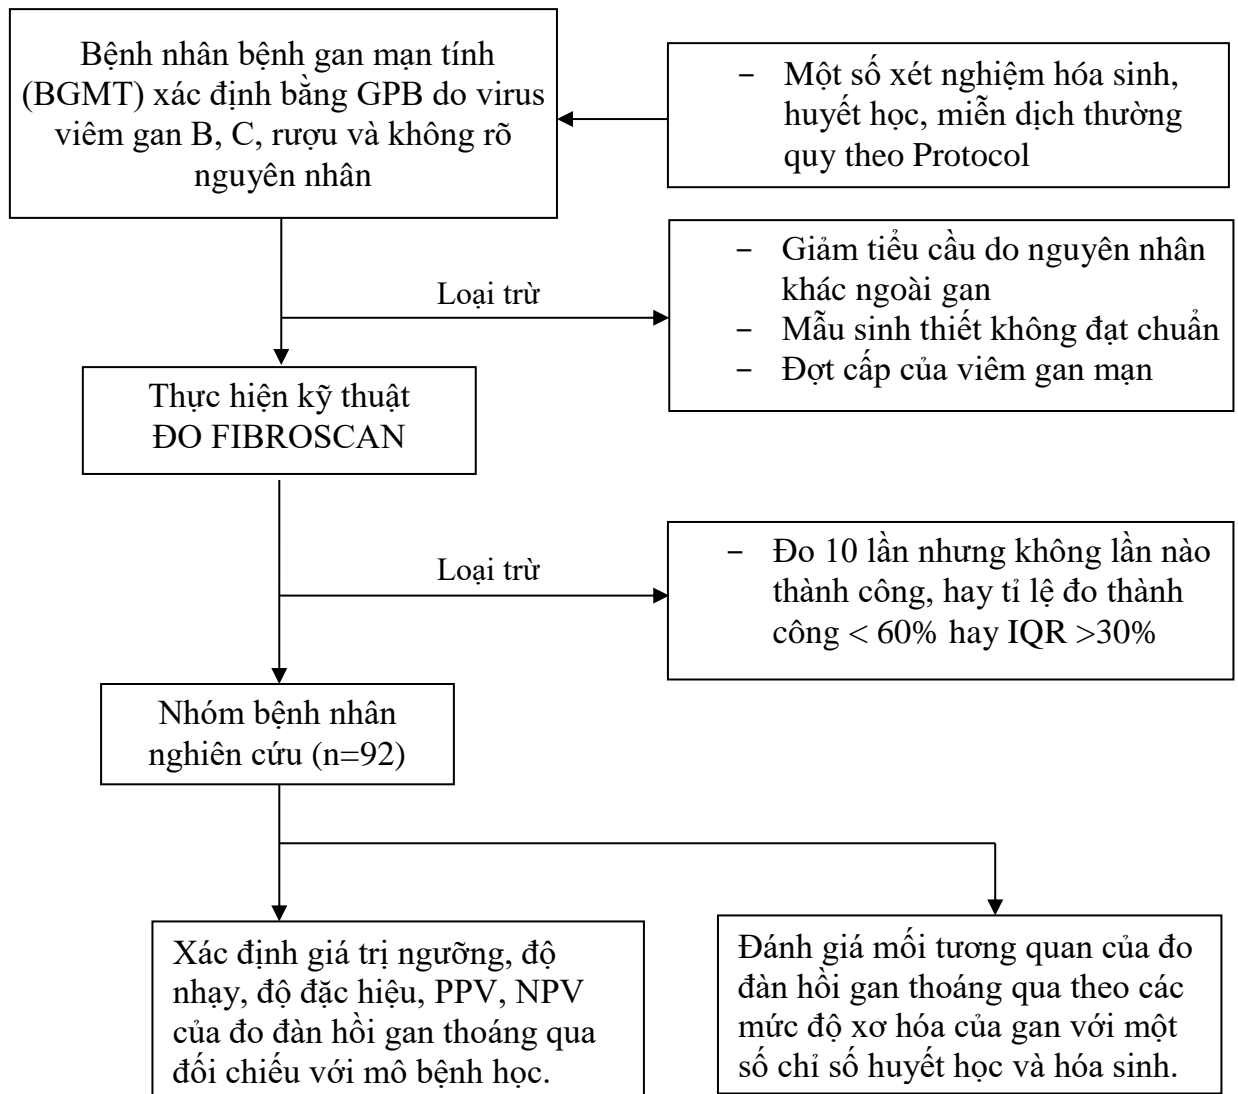 Bệnh nhân bệnh gan mạn tính
(BGMT) xác định bằng GPB do virus
viêm gan B, C, rượu và không rõ
nguyên nhân
- Một số xét nghiệm hóa sinh,
huyết học, miễn dịch thường
quy theo Protocol
Loại trừ
- Giảm tiểu cầu do nguyên nhân
khác ngoài gan
- Mẫu sinh thiết không đạt chuẩn
- Đợt cấp của viêm gan mạn
Thực hiện kỹ thuật
ĐO FIBROSCAN
Loại trừ
- Đo 10 lần nhưng không lần nào
thành công, hay tỉ lệ đo thành
công < 60% hay IQR >30%
Nhóm bệnh nhân
nghiên cứu (n=92)
Xác định giá trị ngưỡng, độ
nhạy, độ đặc hiệu, PPV, NPV
của đo đàn hồi gan thoáng qua
đối chiếu với mô bệnh học.
Đánh giá mối tương quan của đo
đàn hồi gan thoáng qua theo các
mức độ xơ hóa của gan với một
số chỉ số huyết học và hóa sinh.